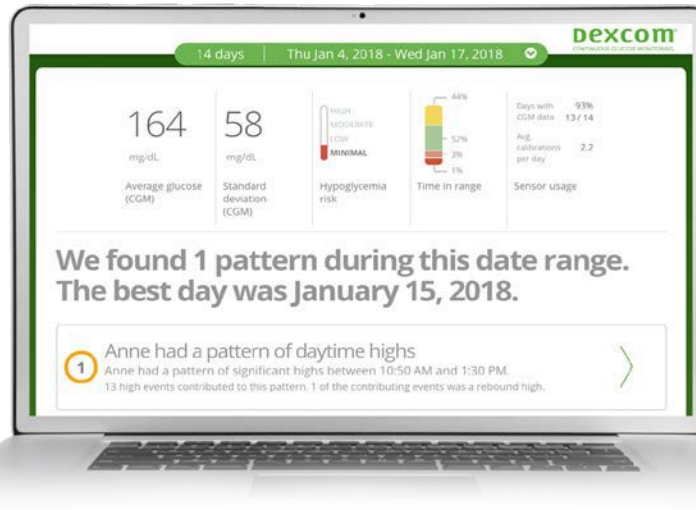 Dexcom
CONTINUOUS GLUCOSE MONITORING
14 days | Thu Jan 4, 2018 - Wed Jan 17, 2018
164
mg/dL
Average glucose
(CGM)
58
mg/dL
Standard
deviation
(CGM)
HIGH
MODERATE
LOW
MINIMAL
Hypoglycemia
risk
44%
52%
3%
1%
Time in range
Days with 93%
CGM data 13 / 14
Avg.
calibrations 2.2
per day
Sensor usage
We found 1 pattern during this date range.
The best day was January 15, 2018.
1
Anne had a pattern of daytime highs
Anne had a pattern of significant highs between 10:50 AM and 1:30 PM.
13 high events contributed to this pattern. 1 of the contributing events was a rebound high.